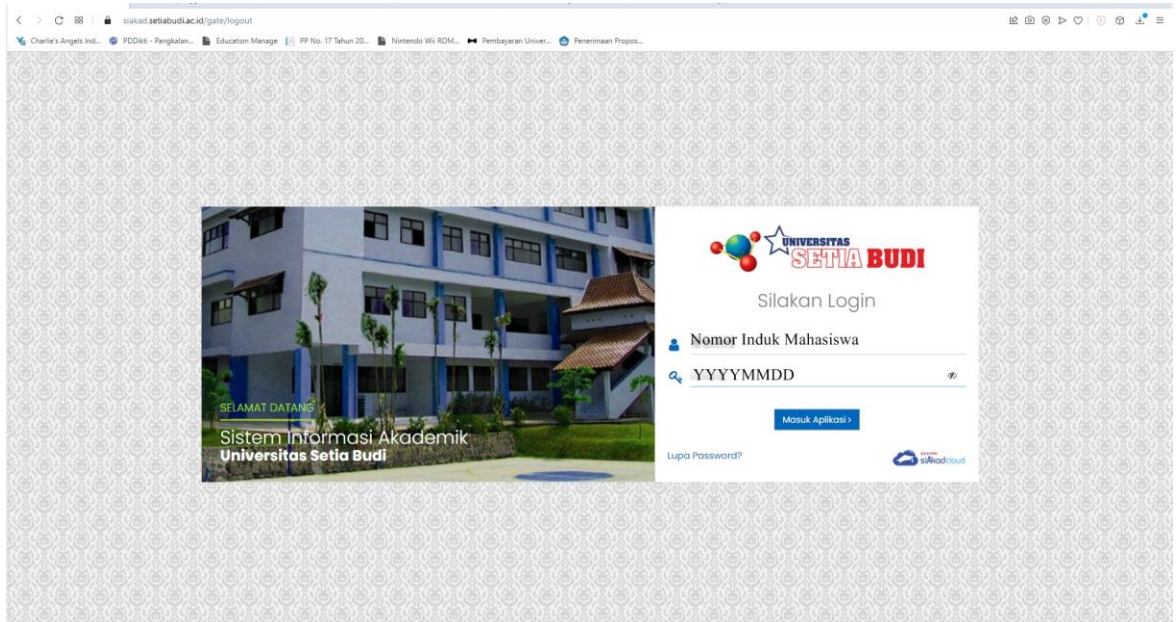 siakad.setiabudi.ac.id/gate/logout
Charlie's Angels Ind...
PDDikti - Pangkalan...
Education Manage
PP No. 17 Tahun 20...
Nintendo Wii ROM...
Pembayaran Univer...
Penerimaan Propos...
SELAMAT DATANG
Sistem Informasi Akademik
Universitas Setia Budi
UNIVERSITAS
SETIA BUDI
Silakan Login
Nomor Induk Mahasiswa
YYYYMMDD
Masuk Aplikasi >
Lupa Password?
siAkadcloud